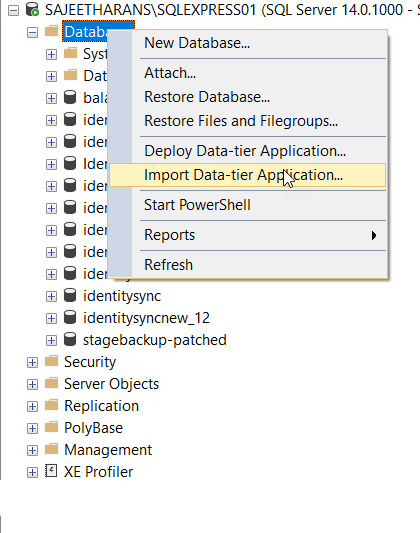 SAJEETHARANS\SQLEXPRESS01 (SQL Server 14.0.1000 - S
Databa
New Database...
Sys
Attach...
Dat
Restore Database...
bala
Restore Files and Filegroups...
iden
iden
Deploy Data-tier Application...
Iden
Import Data-tier Application...
iden
Start PowerShell
iden
Reports
iden
iden
Refresh
identitysync
identitysyncnew_12
stagebackup-patched
Security
Server Objects
Replication
PolyBase
Management
XE Profiler